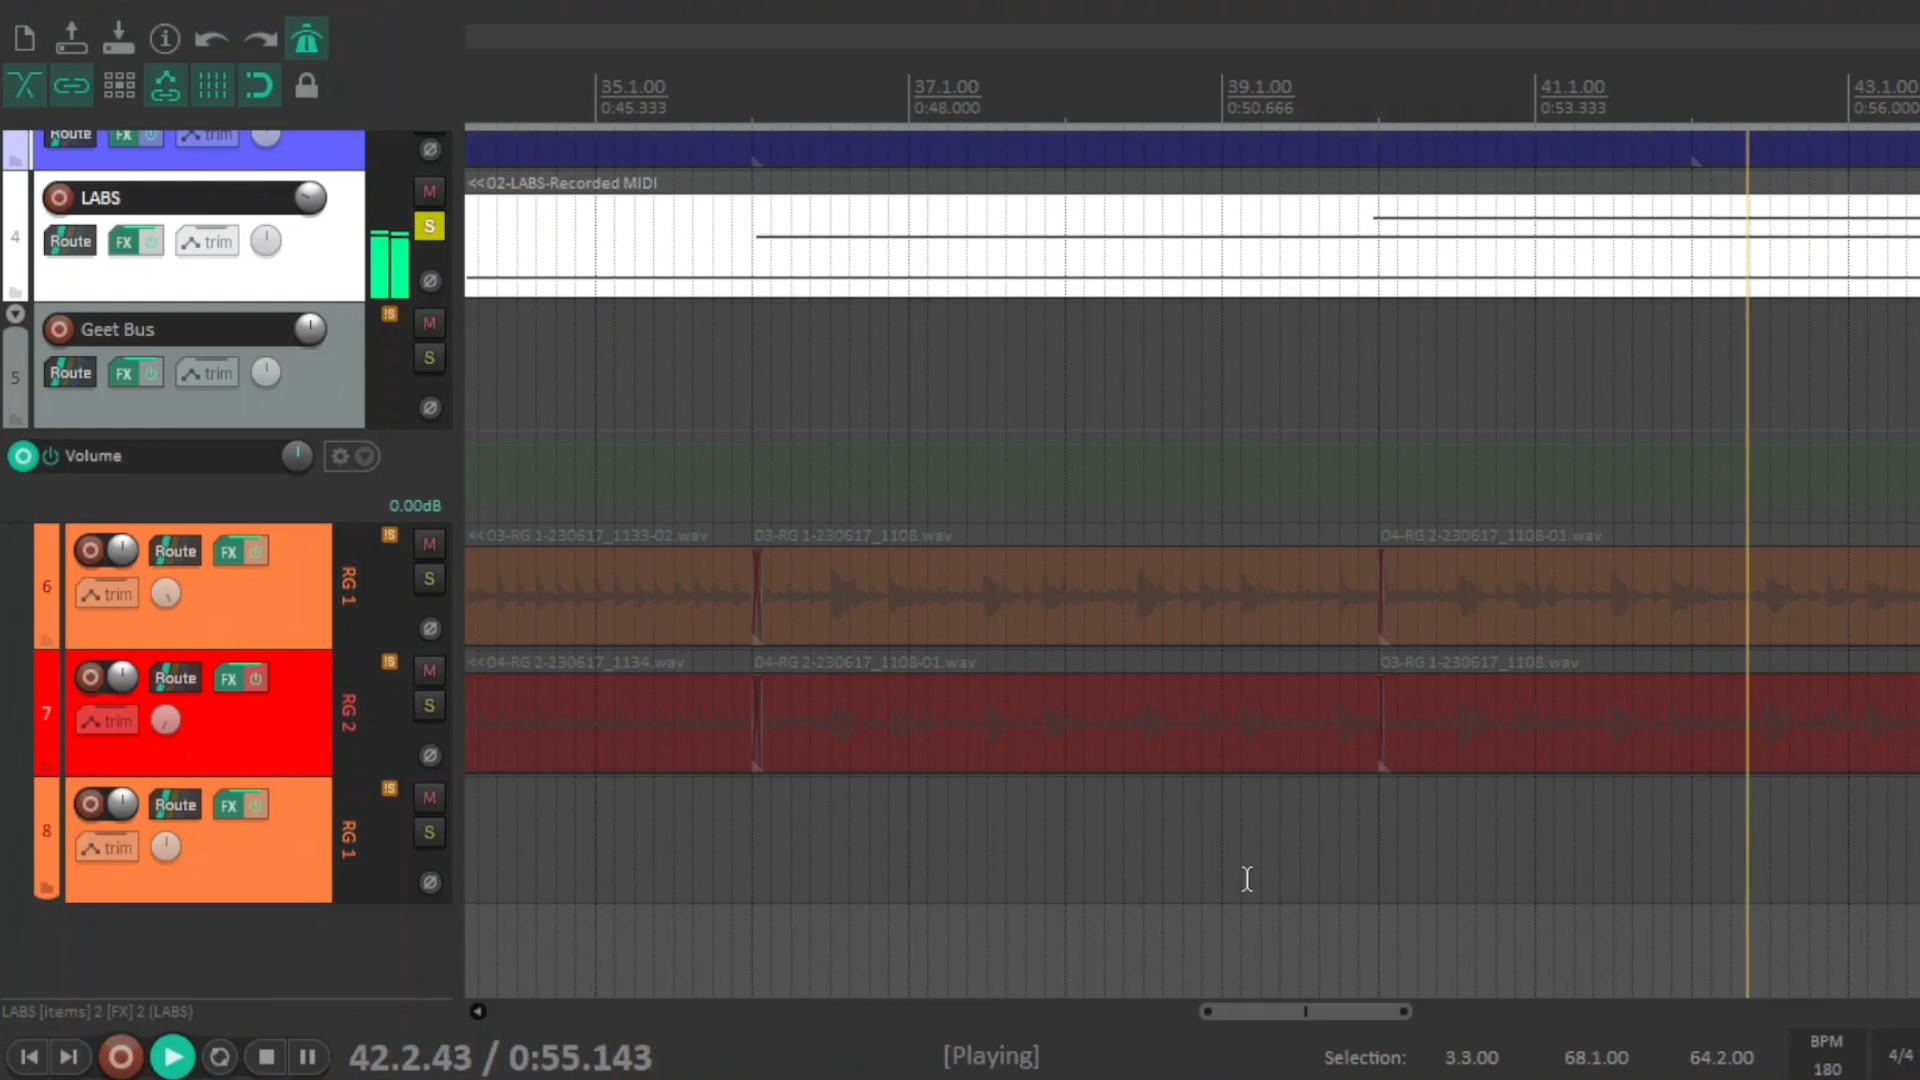 35.1.00 37.1.00 39.1.00 41.1.00 43.1.00
0:45.333 0:48.000 0:50.666 0:53.333 0:56.000
Route FX trim
<<02-LABS-Recorded MIDI
4 LABS M
Route FX trim S
Geet Bus !S M
5 Route FX trim S
Volume
0.00dB
<<03-RG 1-230617_1133-02.wav 03-RG 1-230617_1108.wav 04-RG 2-230617_1108-01.wav
6 Route FX trim RG 1 !S M S
<<04-RG 2-230617_1134.wav 04-RG 2-230617_1108-01.wav 03-RG 1-230617_1108.wav
7 Route FX trim RG 2 !S M S
8 Route FX trim RG 1 !S M S
LABS [items] 2 [FX] 2 (LABS)
42.2.43 / 0:55.143 [Playing] Selection: 3.3.00 68.1.00 64.2.00 BPM 180 4/4